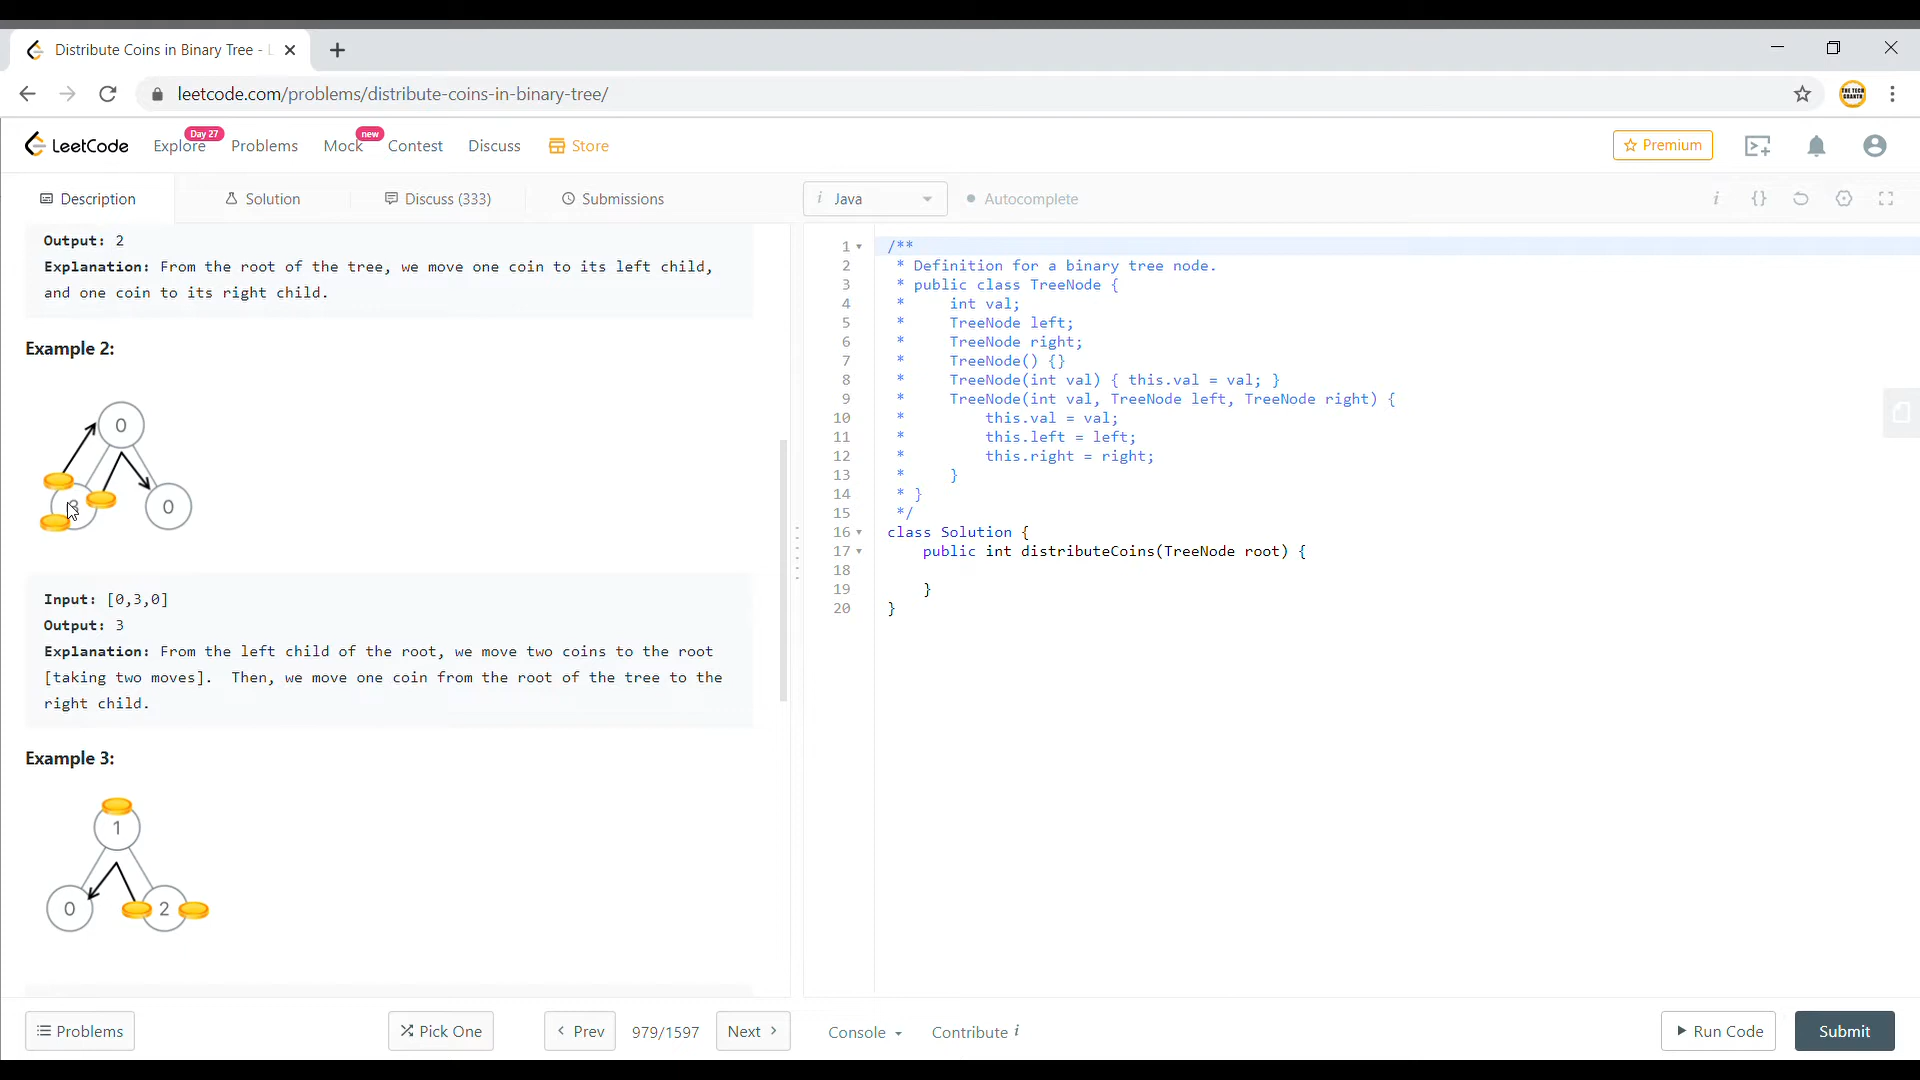 Distribute Coins in Binary Tree -
leetcode.com/problems/distribute-coins-in-binary-tree/
THE TECH GRANTH
LeetCode
Explore
Day 27
Problems
Mock
new
Contest
Discuss
Store
Premium
Description
Solution
Discuss (333)
Submissions
i Java
Autocomplete
i
{}
Output: 2
Explanation: From the root of the tree, we move one coin to its left child,
and one coin to its right child.
Example 2:
0
0
Input: [0,3,0]
Output: 3
Explanation: From the left child of the root, we move two coins to the root
[taking two moves].  Then, we move one coin from the root of the tree to the
right child.
Example 3:
1
0
2
1 /**
2 * Definition for a binary tree node.
3 * public class TreeNode {
4 *     int val;
5 *     TreeNode left;
6 *     TreeNode right;
7 *     TreeNode() {}
8 *     TreeNode(int val) { this.val = val; }
9 *     TreeNode(int val, TreeNode left, TreeNode right) {
10 *         this.val = val;
11 *         this.left = left;
12 *         this.right = right;
13 *     }
14 * }
15 */
16 class Solution {
17     public int distributeCoins(TreeNode root) {
18
19     }
20 }
Problems
Pick One
Prev
979/1597
Next
Console
Contribute i
Run Code
Submit